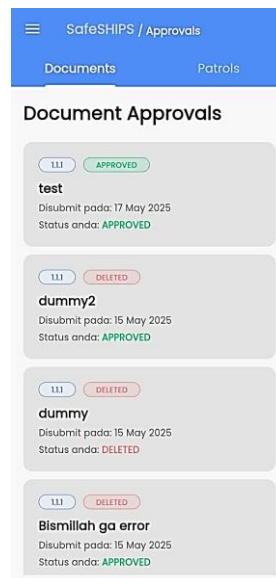 SafeSHIPS / Approvals
Documents Patrols
Document Approvals
1.1.1 APPROVED
test
Disubmit pada: 17 May 2025
Status anda: APPROVED
1.1.1 DELETED
dummy2
Disubmit pada: 15 May 2025
Status anda: APPROVED
1.1.1 DELETED
dummy
Disubmit pada: 15 May 2025
Status anda: DELETED
1.1.1 DELETED
Bismillah ga error
Disubmit pada: 15 May 2025
Status anda: APPROVED